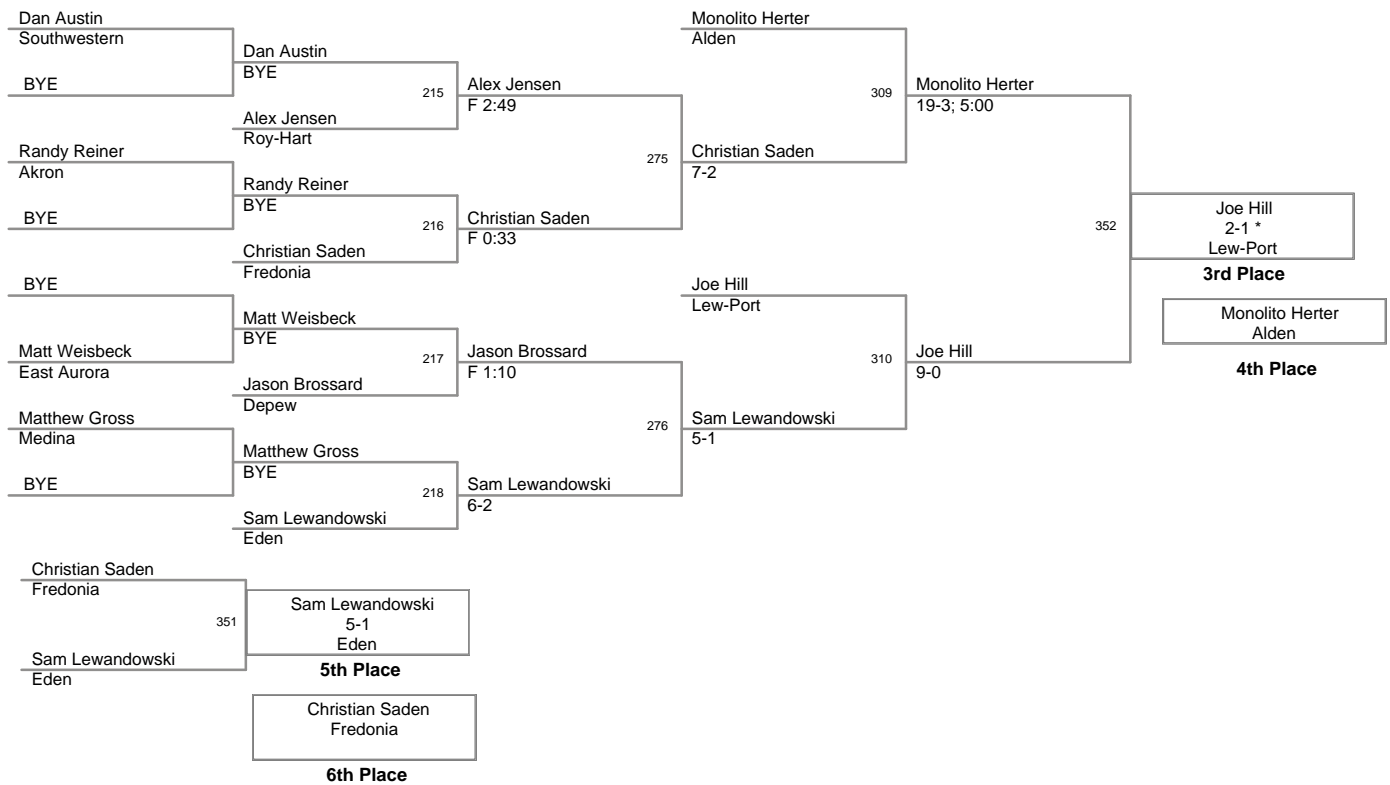 Dan Austin
Southwestern
BYE
Randy Reiner
Akron
BYE
BYE
Matt Weisbeck
East Aurora
Matthew Gross
Medina
BYE
Dan Austin
BYE
215
Alex Jensen
Roy-Hart
Randy Reiner
BYE
216
Christian Saden
Fredonia
Matt Weisbeck
BYE
217
Jason Brossard
Depew
Matthew Gross
BYE
218
Sam Lewandowski
Eden
Alex Jensen
F 2:49
275
Christian Saden
F 0:33
Jason Brossard
F 1:10
276
Sam Lewandowski
6-2
Monolito Herter
Alden
309
Christian Saden
7-2
Joe Hill
Lew-Port
310
Sam Lewandowski
5-1
Monolito Herter
19-3; 5:00
352
Joe Hill
9-0
Joe Hill
2-1 *
Lew-Port
3rd Place
Monolito Herter
Alden
4th Place
Christian Saden
Fredonia
351
Sam Lewandowski
Eden
Sam Lewandowski
5-1
Eden
5th Place
Christian Saden
Fredonia
6th Place